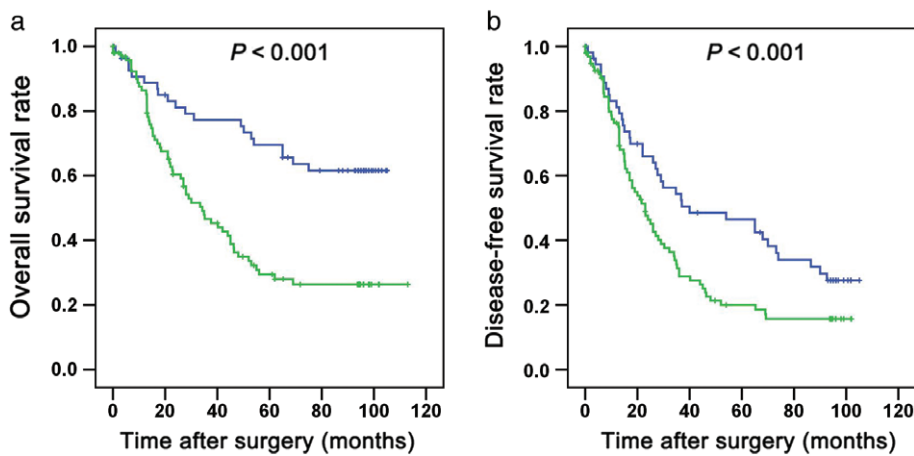 a
P < 0.001
Overall survival rate
1.0
0.8
0.6
0.4
0.2
0.0
0 20 40 60 80 100 120
Time after surgery (months)
b
P < 0.001
Disease-free survival rate
1.0
0.8
0.6
0.4
0.2
0.0
0 20 40 60 80 100 120
Time after surgery (months)